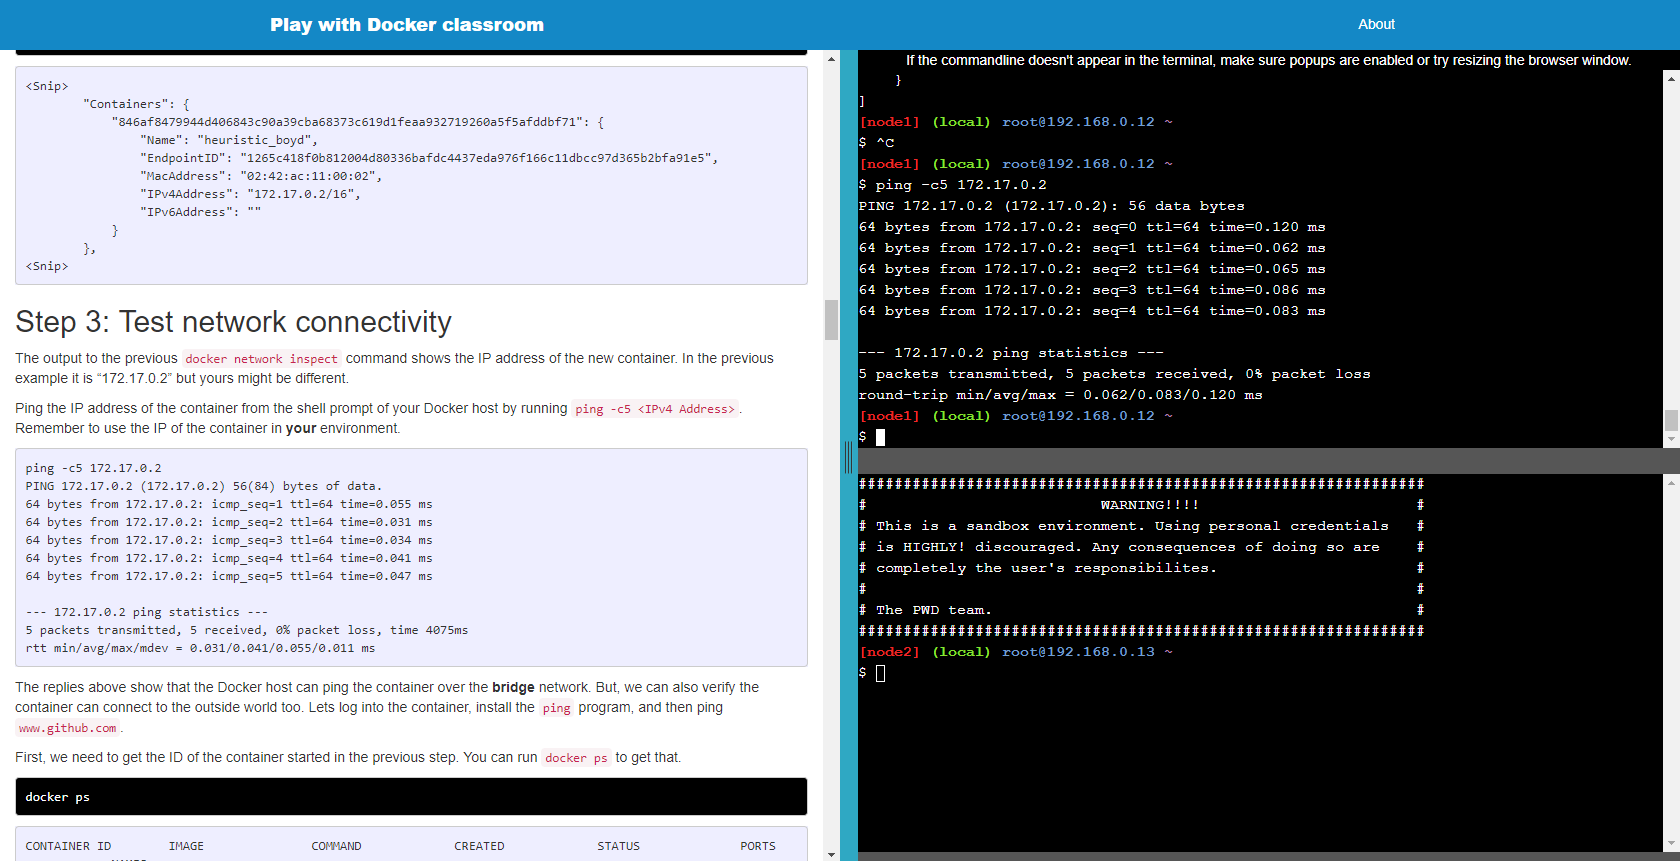 Play with Docker classroom
About
<Snip>
"Containers": {
"846af8479944d406843c90a39cba68373c619d1feaa932719260a5f5afddbf71": {
"Name": "heuristic_boyd",
"EndpointID": "1265c418f0b812004d80336bafdc4437eda976f166c11dbcc97d365b2bfa91e5",
"MacAddress": "02:42:ac:11:00:02",
"IPv4Address": "172.17.0.2/16",
"IPv6Address": ""
}
},
<Snip>
Step 3: Test network connectivity
The output to the previous docker network inspect command shows the IP address of the new container. In the previous
example it is “172.17.0.2” but yours might be different.
Ping the IP address of the container from the shell prompt of your Docker host by running ping -c5 <IPv4 Address> .
Remember to use the IP of the container in your environment.
ping -c5 172.17.0.2
PING 172.17.0.2 (172.17.0.2) 56(84) bytes of data.
64 bytes from 172.17.0.2: icmp_seq=1 ttl=64 time=0.055 ms
64 bytes from 172.17.0.2: icmp_seq=2 ttl=64 time=0.031 ms
64 bytes from 172.17.0.2: icmp_seq=3 ttl=64 time=0.034 ms
64 bytes from 172.17.0.2: icmp_seq=4 ttl=64 time=0.041 ms
64 bytes from 172.17.0.2: icmp_seq=5 ttl=64 time=0.047 ms
--- 172.17.0.2 ping statistics ---
5 packets transmitted, 5 received, 0% packet loss, time 4075ms
rtt min/avg/max/mdev = 0.031/0.041/0.055/0.011 ms
The replies above show that the Docker host can ping the container over the bridge network. But, we can also verify the
container can connect to the outside world too. Lets log into the container, install the ping program, and then ping
www.github.com .
First, we need to get the ID of the container started in the previous step. You can run docker ps to get that.
docker ps
CONTAINER ID IMAGE COMMAND CREATED STATUS PORTS
If the commandline doesn't appear in the terminal, make sure popups are enabled or try resizing the browser window.
}
]
[node1] (local) root@192.168.0.12 ~
$ ^C
[node1] (local) root@192.168.0.12 ~
$ ping -c5 172.17.0.2
PING 172.17.0.2 (172.17.0.2): 56 data bytes
64 bytes from 172.17.0.2: seq=0 ttl=64 time=0.120 ms
64 bytes from 172.17.0.2: seq=1 ttl=64 time=0.062 ms
64 bytes from 172.17.0.2: seq=2 ttl=64 time=0.065 ms
64 bytes from 172.17.0.2: seq=3 ttl=64 time=0.086 ms
64 bytes from 172.17.0.2: seq=4 ttl=64 time=0.083 ms
--- 172.17.0.2 ping statistics ---
5 packets transmitted, 5 packets received, 0% packet loss
round-trip min/avg/max = 0.062/0.083/0.120 ms
[node1] (local) root@192.168.0.12 ~
$
###############################################################
# WARNING!!!! #
# This is a sandbox environment. Using personal credentials #
# is HIGHLY! discouraged. Any consequences of doing so are #
# completely the user's responsibilites. #
# #
# The PWD team. #
###############################################################
[node2] (local) root@192.168.0.13 ~
$